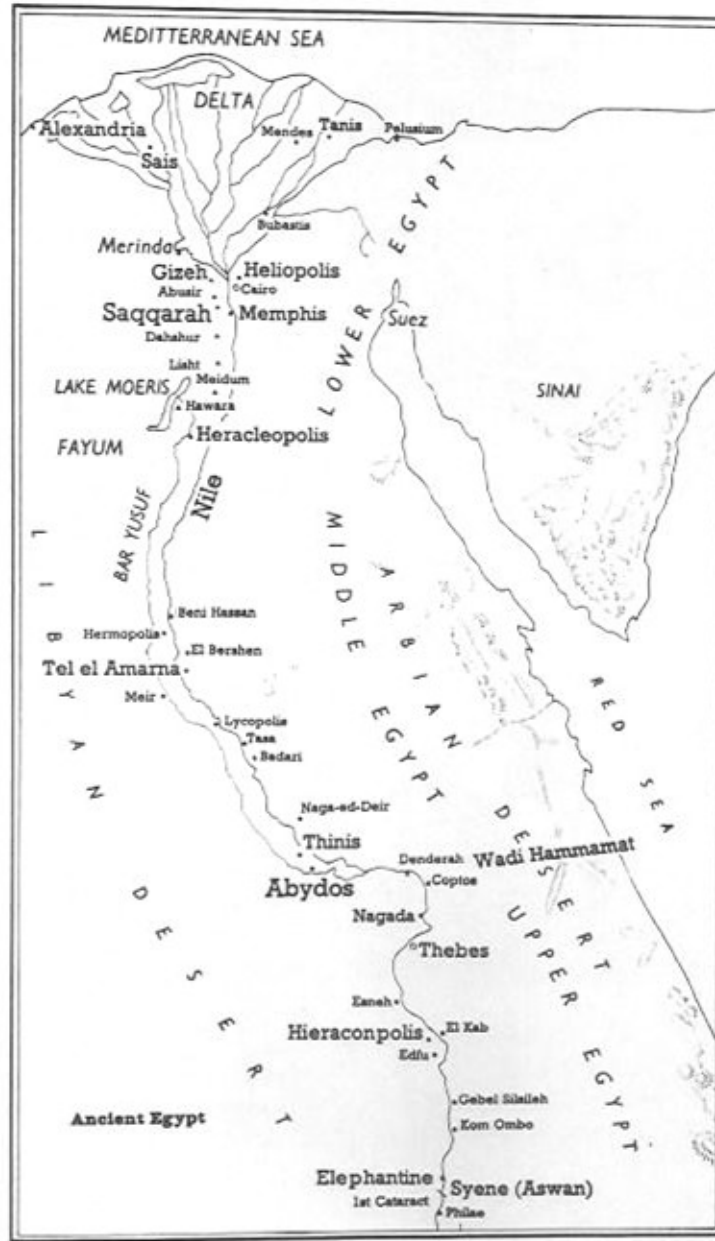 MEDITERRANEAN SEA
DELTA
Alexandria
Sais
Mendes
Tanis
Pelusium
Bubastis
LOWER EGYPT
Merinda
Gizeh
Heliopolis
Abusir
Cairo
Saqqarah
Memphis
Suez
Dahshur
Lisht
Meidum
LAKE MOERIS
Hawara
SINAI
FAYUM
Heracleopolis
Nile
BAR YUSUF
LIBYAN DESERT
MIDDLE EGYPT
ARBIAN DESERT
Beni Hassan
Hermopolis
El Bershen
Tel el Amarna
Meir
RED SEA
Lycopolis
Tasa
Badari
Naga-ed-Deir
Thinis
Denderah
Wadi Hammamat
Abydos
Coptos
Nagada
UPPER EGYPT
Thebes
Esneh
Hieraconpolis
El Kab
Edfu
Gebel Silsileh
Ancient Egypt
Kom Ombo
Elephantine
Syene (Aswan)
1st Cataract
Philae